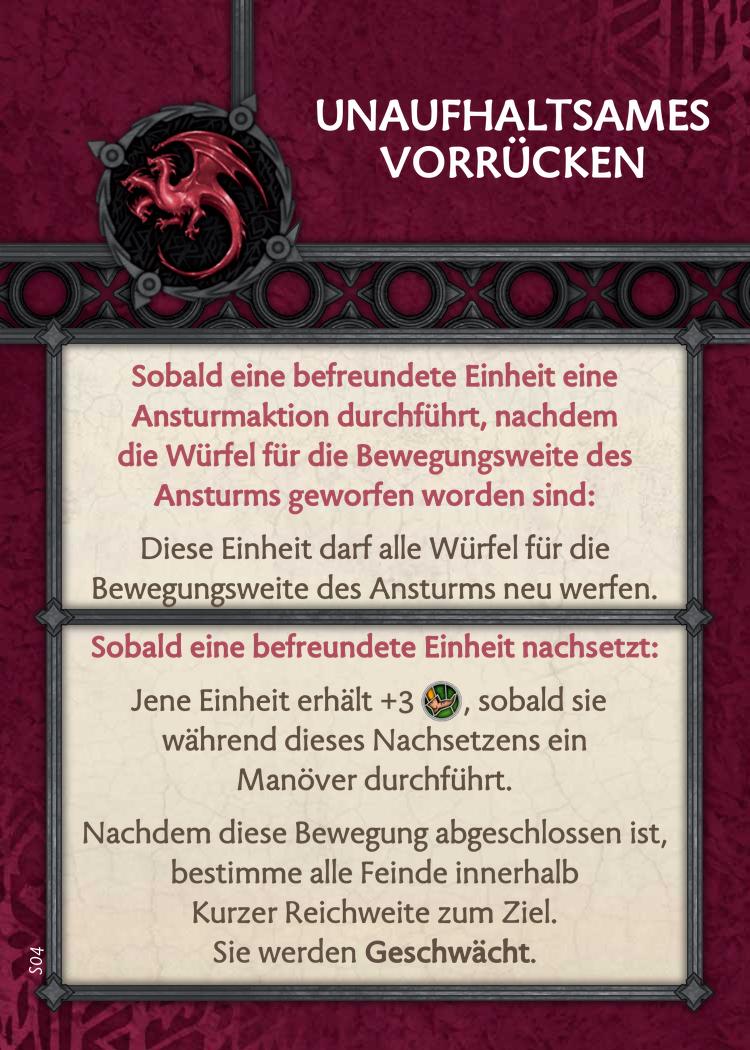 UNAUFHALTSAMES
VORRÜCKEN
Sobald eine befreundete Einheit eine
Ansturmaktion durchführt, nachdem
die Würfel für die Bewegungsweite des
Ansturms geworfen worden sind:
Diese Einheit darf alle Würfel für die
Bewegungsweite des Ansturms neu werfen.
Sobald eine befreundete Einheit nachsetzt:
Jene Einheit erhält +3 , sobald sie
während dieses Nachsetzens ein
Manöver durchführt.
Nachdem diese Bewegung abgeschlossen ist,
bestimme alle Feinde innerhalb
Kurzer Reichweite zum Ziel.
Sie werden Geschwächt.
S04